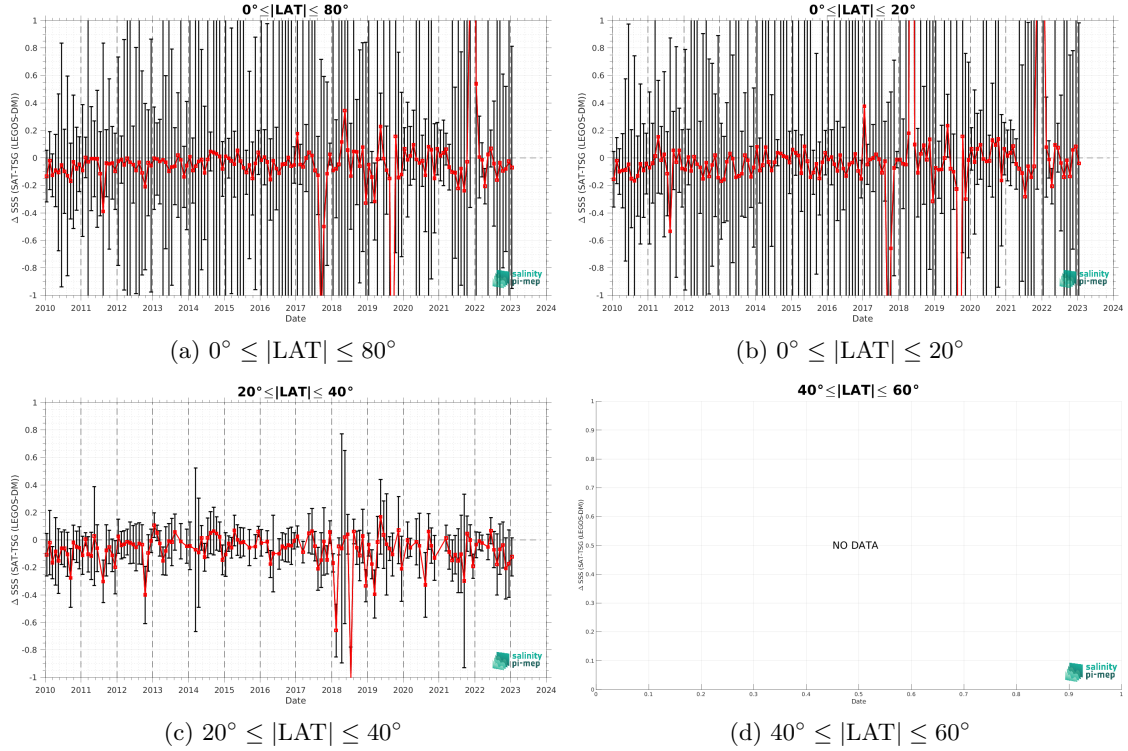 0°≤|LAT|≤ 80°
Δ SSS (SAT-TSG (LEGOS-DM))
1
0.8
0.6
0.4
0.2
0
-0.2
-0.4
-0.6
-0.8
-1
2010 2011 2012 2013 2014 2015 2016 2017 2018 2019 2020 2021 2022 2023 2024
Date
salinity
pi-mep
(a) 0° ≤ |LAT| ≤ 80°
0°≤|LAT|≤ 20°
Δ SSS (SAT-TSG (LEGOS-DM))
1
0.8
0.6
0.4
0.2
0
-0.2
-0.4
-0.6
-0.8
-1
2010 2011 2012 2013 2014 2015 2016 2017 2018 2019 2020 2021 2022 2023 2024
Date
salinity
pi-mep
(b) 0° ≤ |LAT| ≤ 20°
20°≤|LAT|≤ 40°
Δ SSS (SAT-TSG (LEGOS-DM))
1
0.8
0.6
0.4
0.2
0
-0.2
-0.4
-0.6
-0.8
-1
2010 2011 2012 2013 2014 2015 2016 2017 2018 2019 2020 2021 2022 2023 2024
Date
salinity
pi-mep
(c) 20° ≤ |LAT| ≤ 40°
40°≤|LAT|≤ 60°
Δ SSS (SAT-TSG (LEGOS-DM))
1
0.9
0.8
0.7
0.6
0.5
0.4
0.3
0.2
0.1
0
NO DATA
0 0.1 0.2 0.3 0.4 0.5 0.6 0.7 0.8 0.9 1
Date
salinity
pi-mep
(d) 40° ≤ |LAT| ≤ 60°